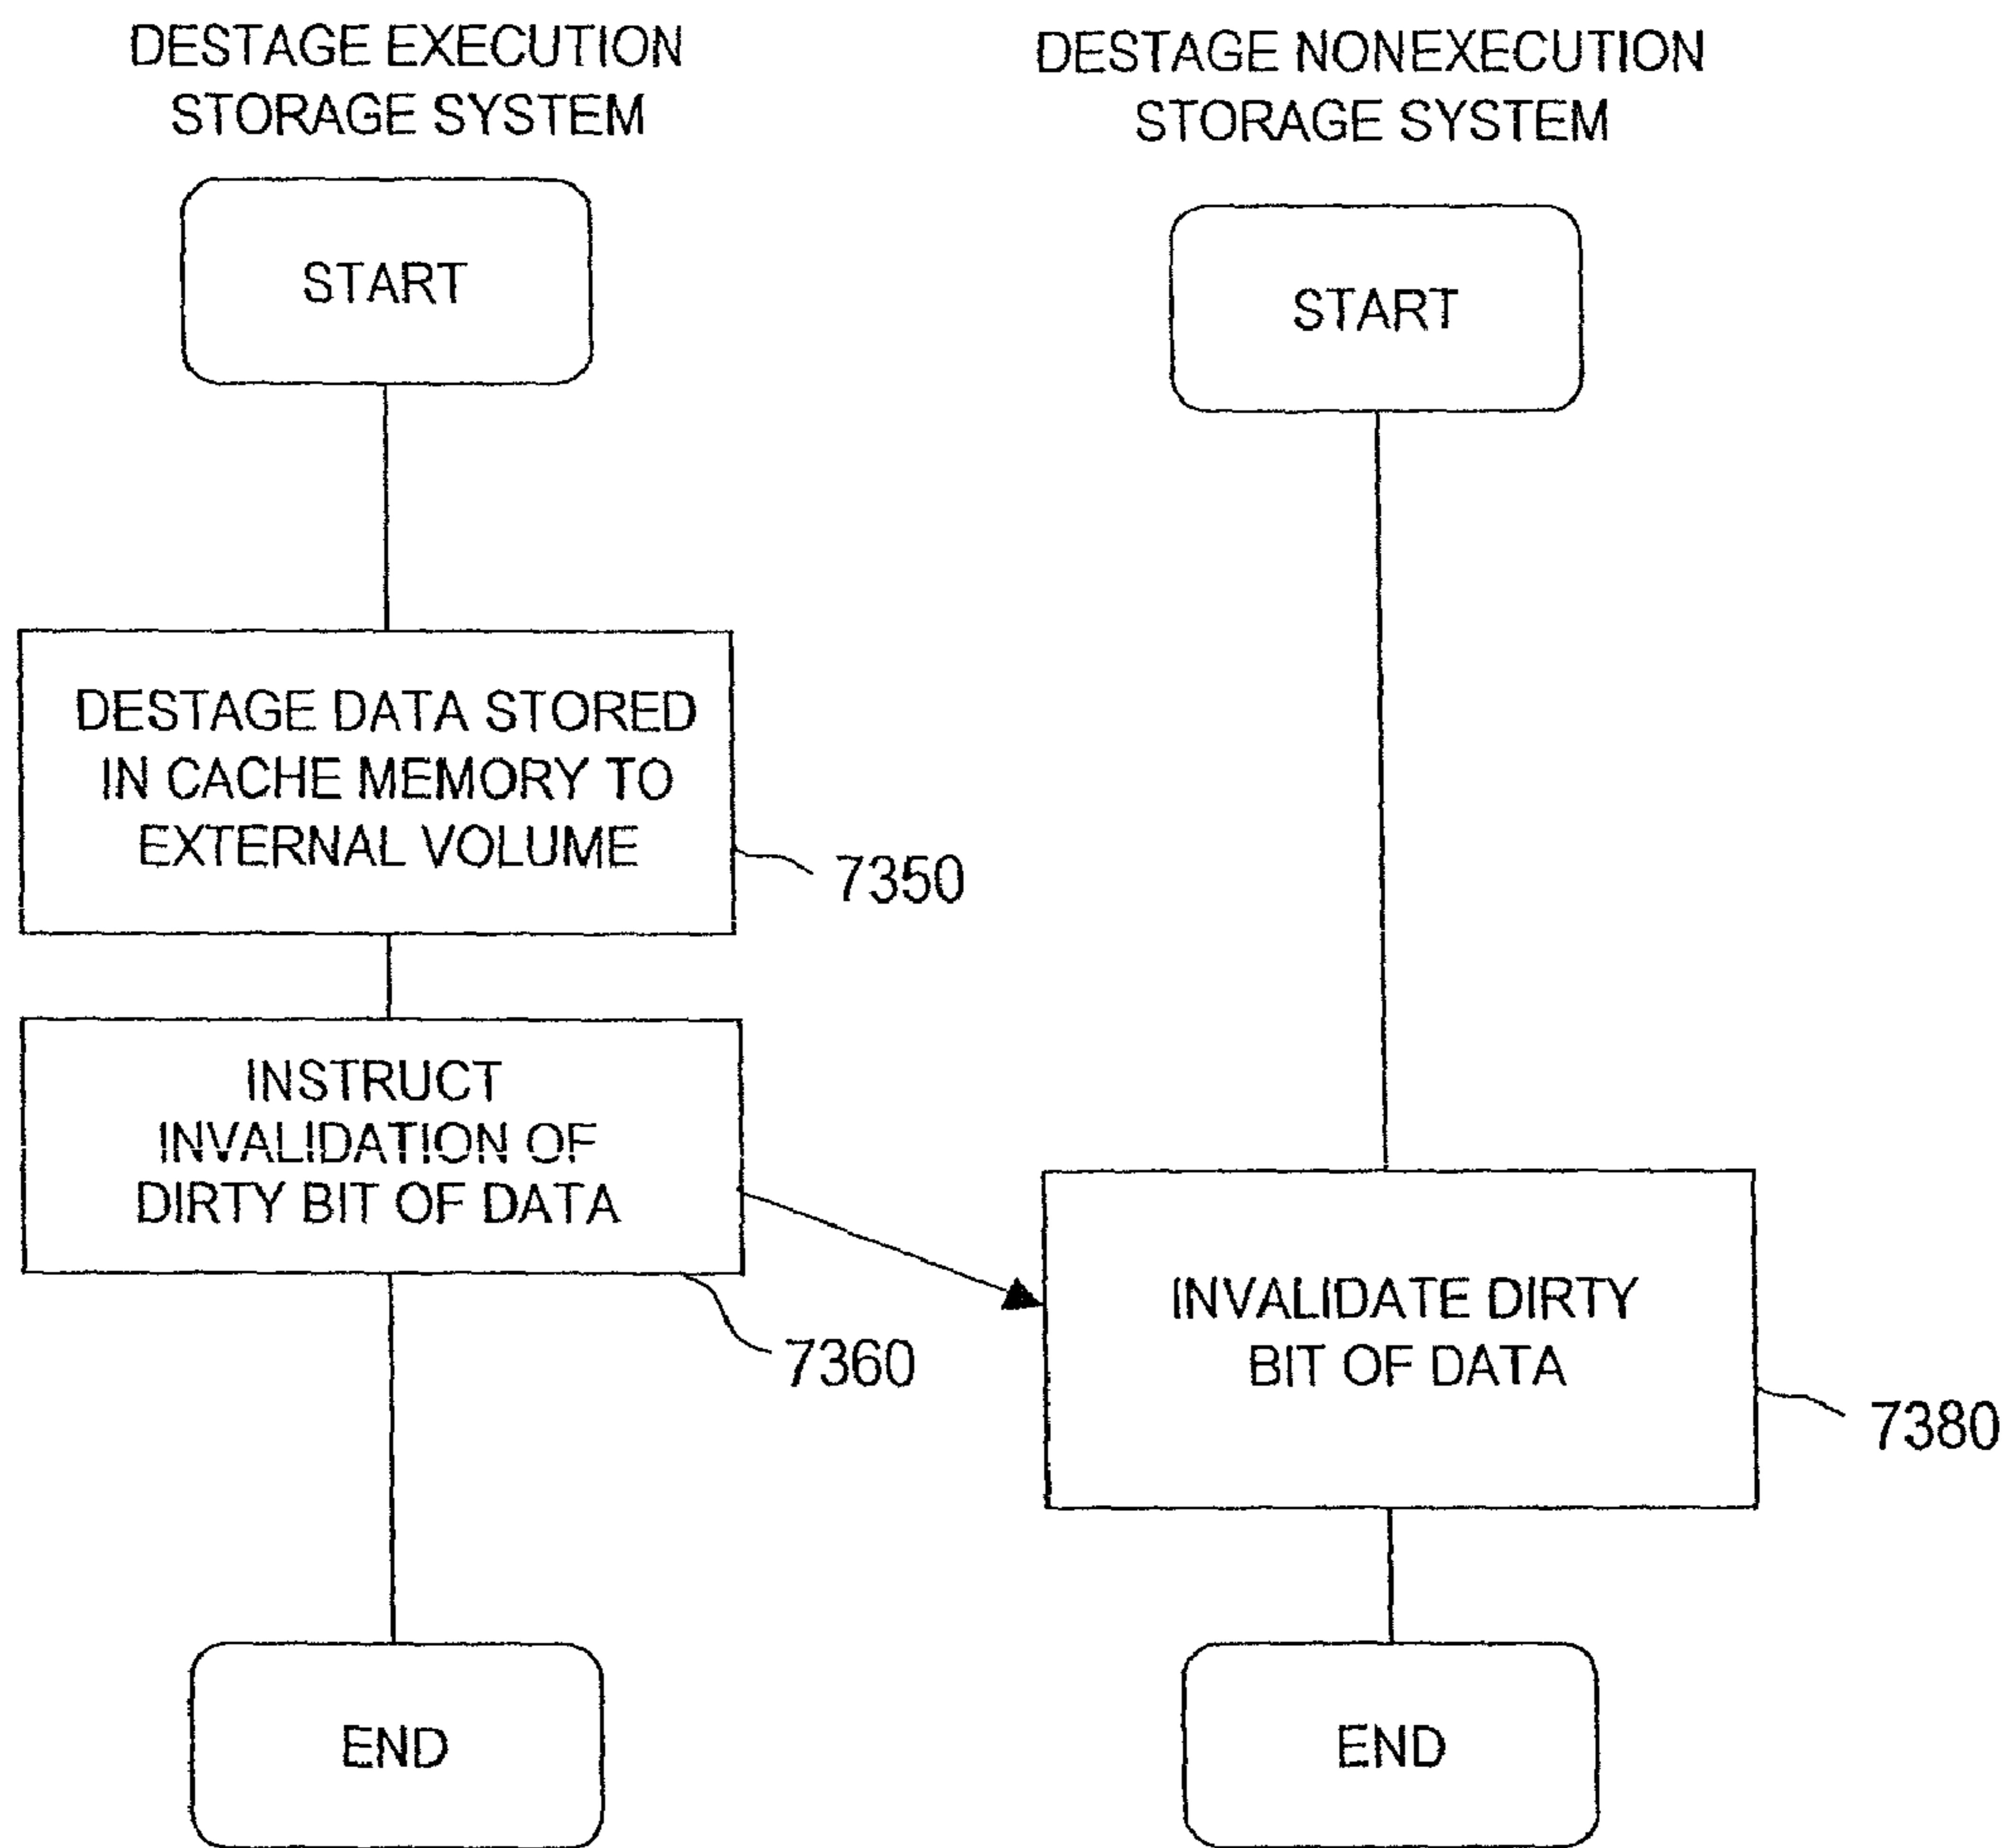 DESTAGE EXECUTION
STORAGE SYSTEM
START
DESTAGE DATA STORED
IN CACHE MEMORY TO
EXTERNAL VOLUME
7350
INSTRUCT
INVALIDATION OF
DIRTY BIT OF DATA
7360
END
DESTAGE NONEXECUTION
STORAGE SYSTEM
START
INVALIDATE DIRTY
BIT OF DATA
7380
END